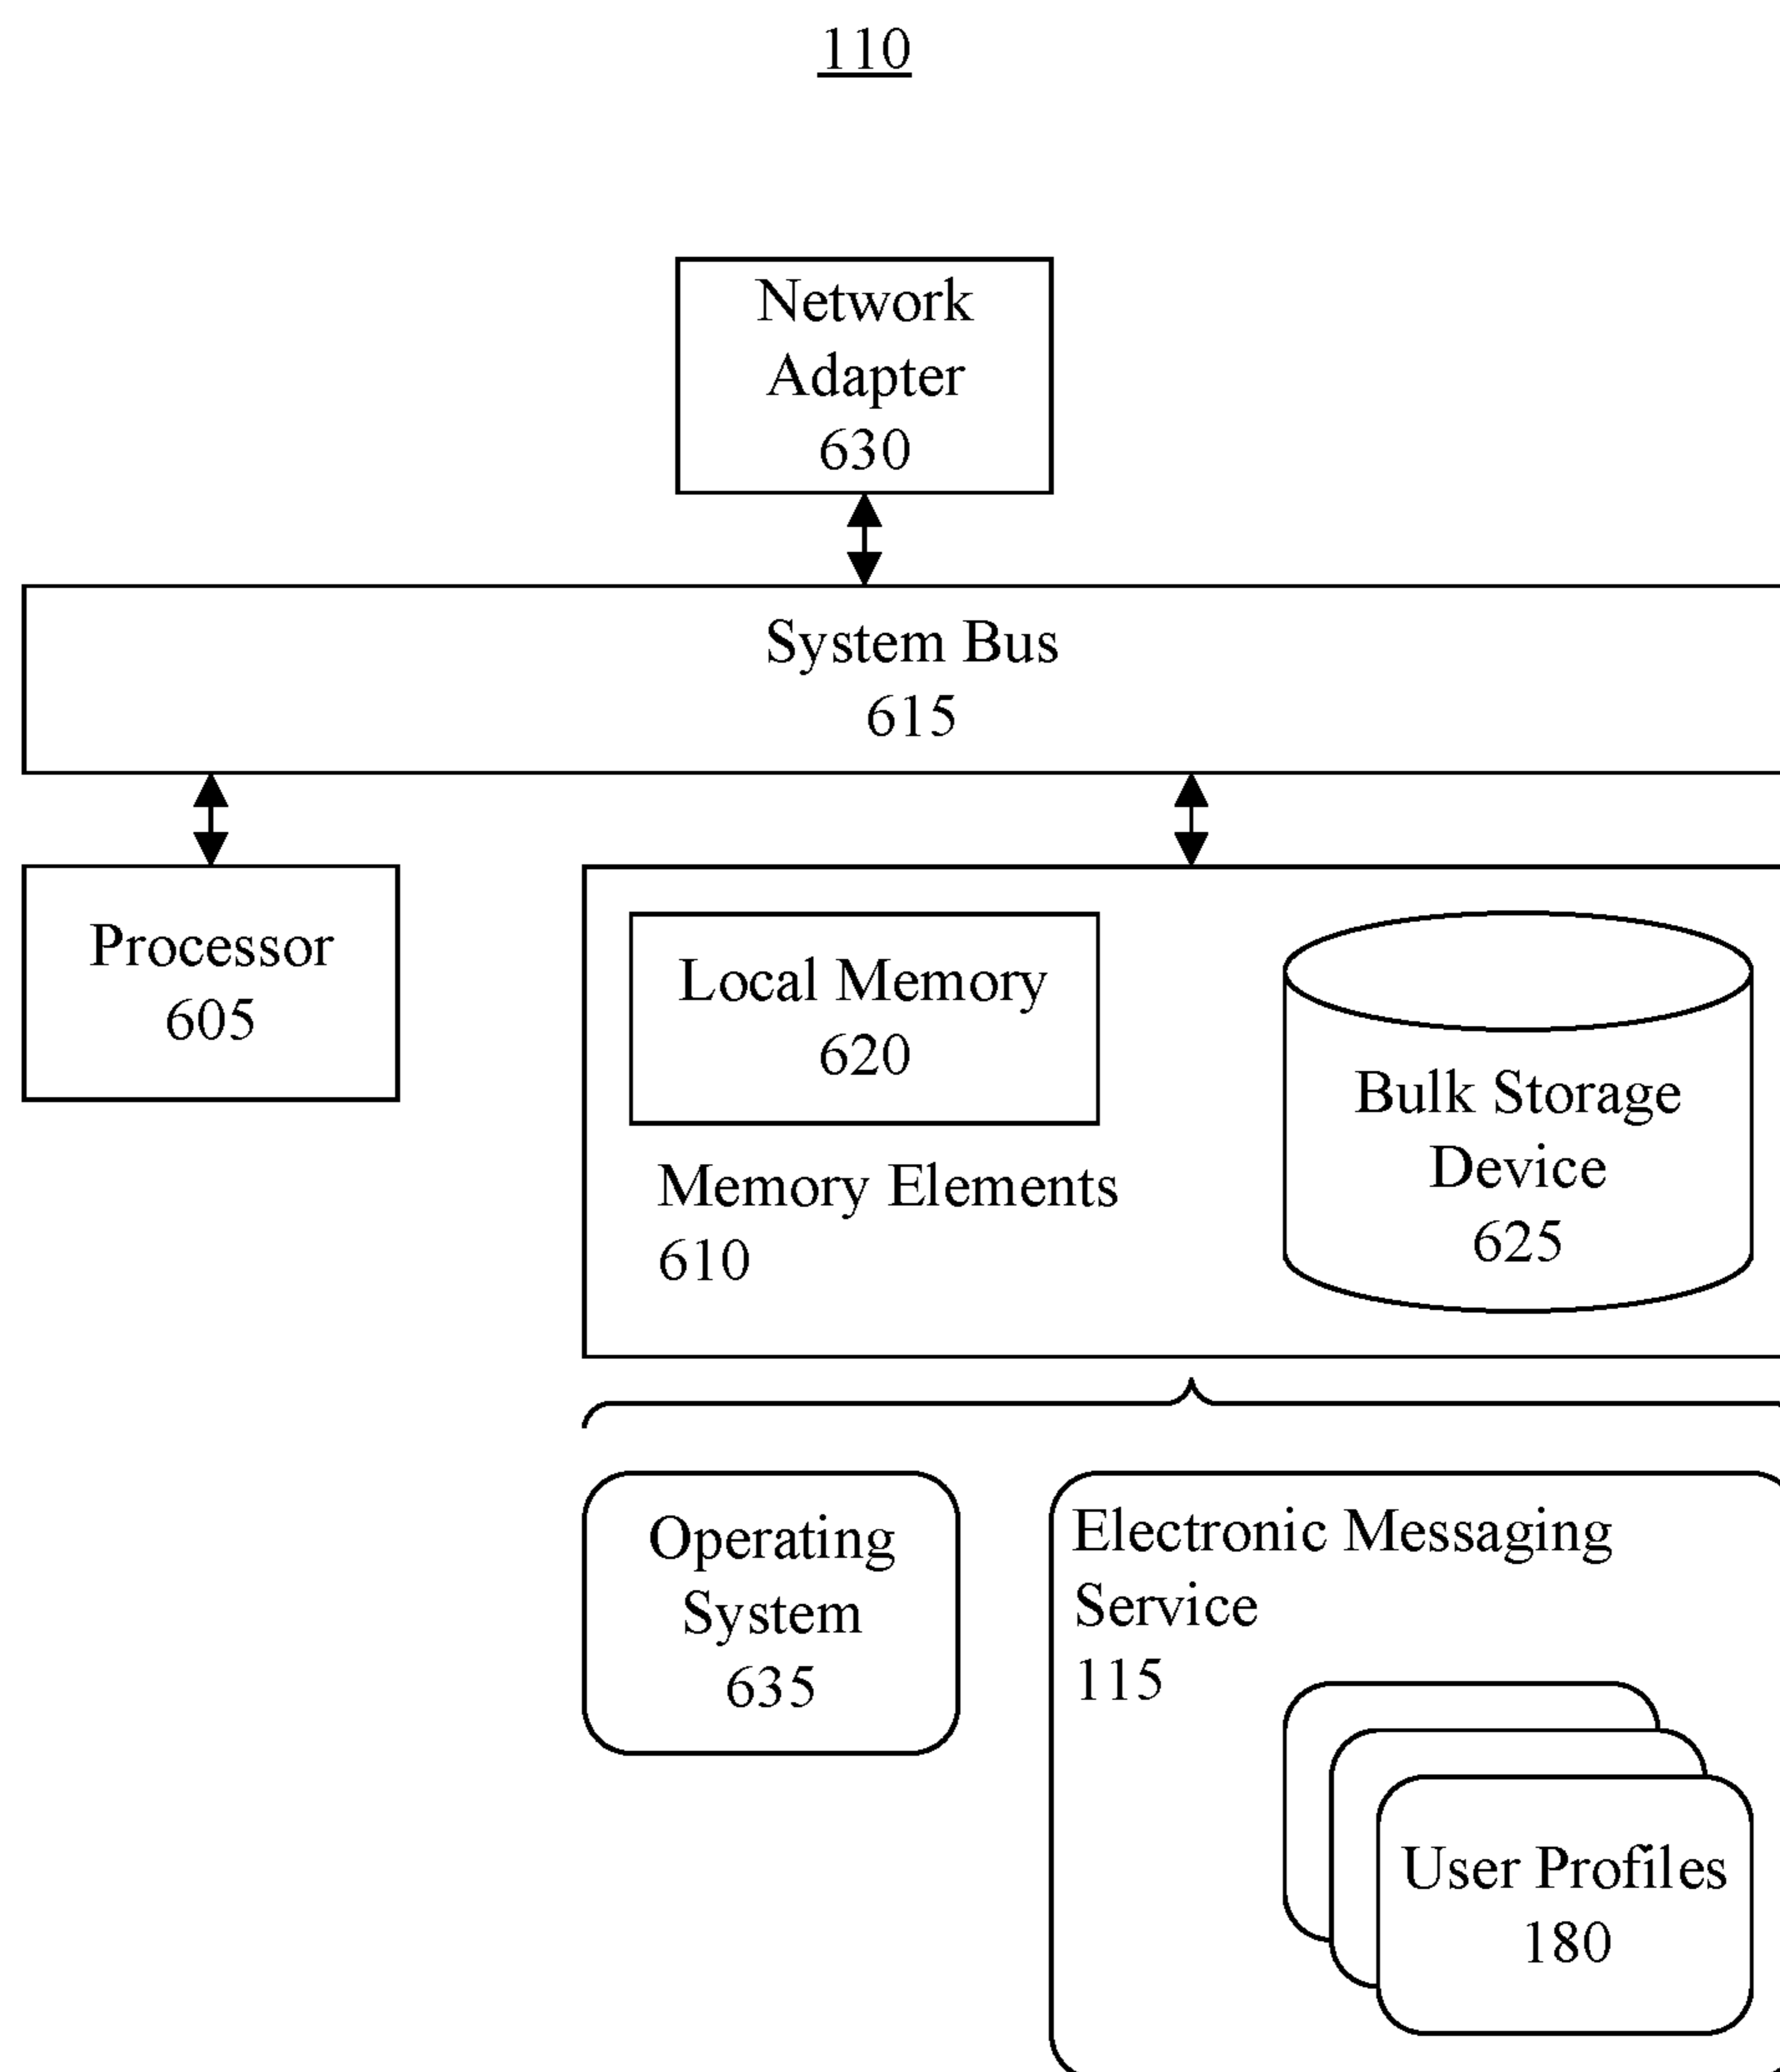 110
Network
Adapter
630
System Bus
615
Processor
605
Local Memory
620
Memory Elements
610
Bulk Storage
Device
625
Operating
System
635
Electronic Messaging
Service
115
User Profiles
180